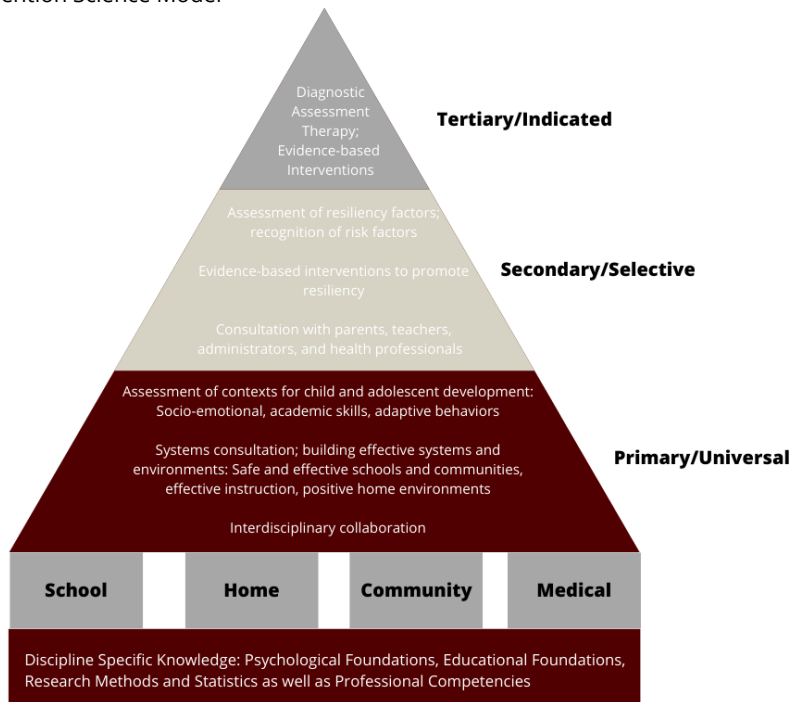 Science Model
Diagnostic
Assessment
Therapy;
Evidence-based
Interventions
Tertiary/Indicated
Assessment of resiliency factors;
recognition of risk factors
Evidence-based interventions to promote
resiliency
Secondary/Selective
Consultation with parents, teachers,
administrators, and health professionals
Assessment of contexts for child and adolescent development:
Socio-emotional, academic skills, adaptive behaviors
Systems consultation; building effective systems and
environments: Safe and effective schools and communities,
effective instruction, positive home environments
Primary/Universal
Interdisciplinary collaboration
School
Home
Community
Medical
Discipline Specific Knowledge: Psychological Foundations, Educational Foundations,
Research Methods and Statistics as well as Professional Competencies